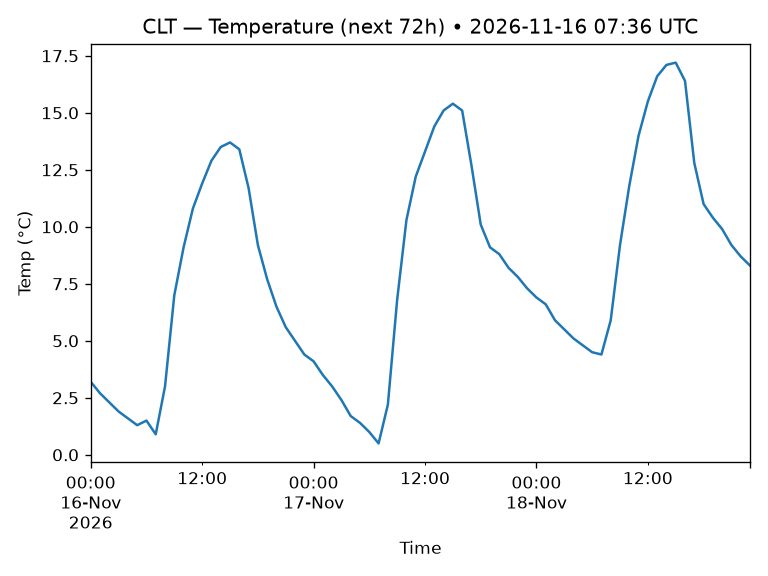 CLT — Temperature (next 72h) • 2026-11-16 07:36 UTC
17.5
15.0
12.5
10.0
7.5
5.0
2.5
0.0
Temp (°C)
00:00 12:00 00:00 12:00 00:00 12:00
16-Nov 17-Nov 18-Nov
2026
Time